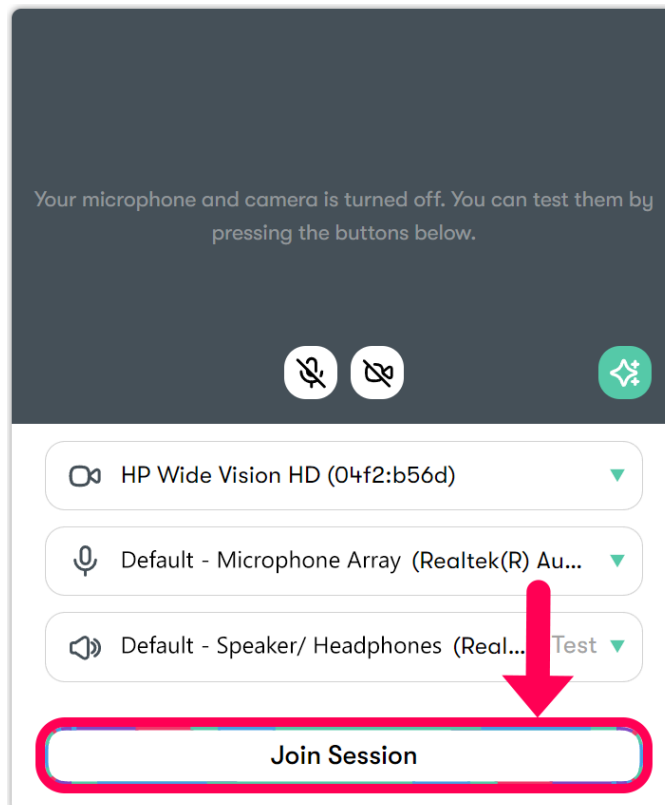 Your microphone and camera is turned off. You can test them by
pressing the buttons below.
HP Wide Vision HD (04f2:b56d)
Default - Microphone Array (Realtek(R) Au...
Default - Speaker/ Headphones (Real... Test
Join Session